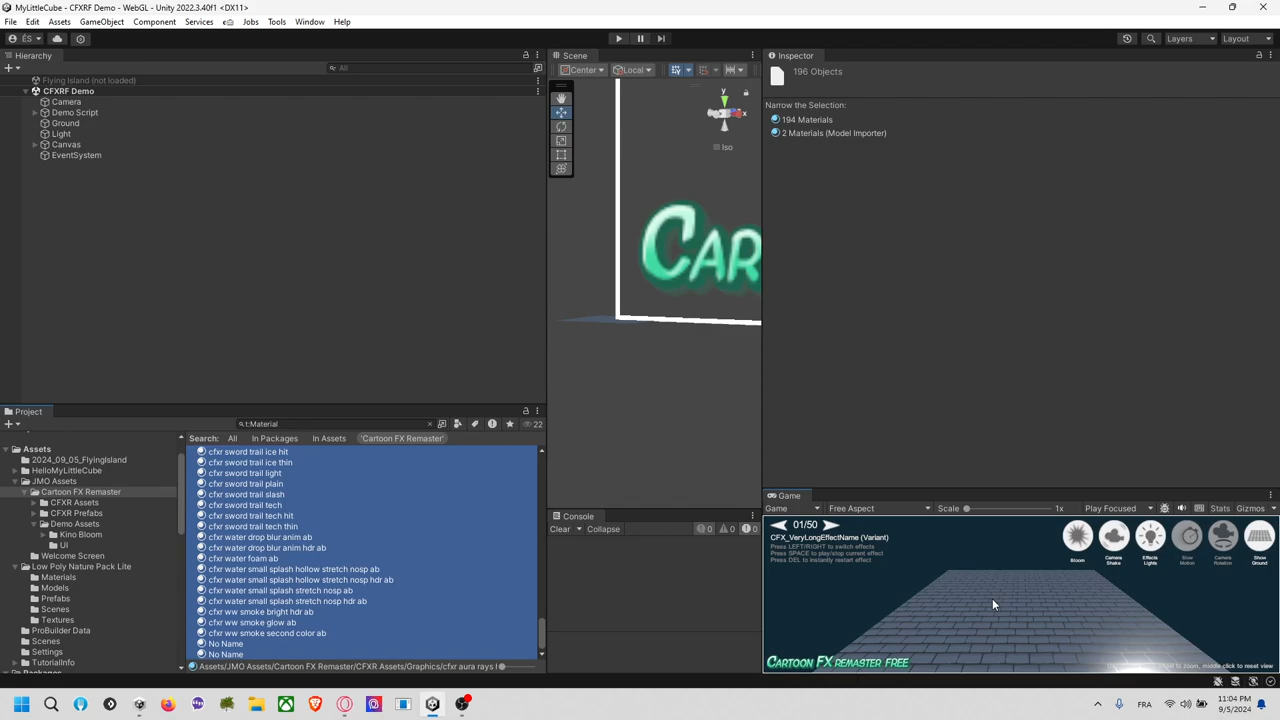 MyLittleCube - CFXRF Demo - WebGL - Unity 2022.3.40f1 <DX11>
File Edit Assets GameObject Component Services Jobs Tools Window Help
ÉS Layers Layout
Hierarchy
All
Flying Island (not loaded)
CFXRF Demo
Camera
Demo Script
Ground
Light
Canvas
EventSystem
Scene
Center Local
y
x
Iso
CAR
Inspector
196 Objects
Narrow the Selection:
194 Materials
2 Materials (Model Importer)
Project
t:Material
22
Search: All In Packages In Assets 'Cartoon FX Remaster'
Assets
2024_09_05_FlyingIsland
HelloMyLittleCube
JMO Assets
Cartoon FX Remaster
CFXR Assets
CFXR Prefabs
Demo Assets
Kino Bloom
UI
Welcome Screen
Low Poly Nature Pack Lite
Materials
Models
Prefabs
Scenes
Textures
ProBuilder Data
Scenes
Settings
TutorialInfo
cfxr sword trail ice hit
cfxr sword trail ice thin
cfxr sword trail light
cfxr sword trail plain
cfxr sword trail slash
cfxr sword trail tech
cfxr sword trail tech hit
cfxr sword trail tech thin
cfxr water drop blur anim ab
cfxr water drop blur anim hdr ab
cfxr water foam ab
cfxr water small splash hollow stretch nosp ab
cfxr water small splash hollow stretch nosp hdr ab
cfxr water small splash stretch nosp ab
cfxr water small splash stretch nosp hdr ab
cfxr ww smoke bright hdr ab
cfxr ww smoke glow ab
cfxr ww smoke second color ab
No Name
No Name
Assets/JMO Assets/Cartoon FX Remaster/CFXR Assets/Graphics/cfxr aura rays
Console
Clear Collapse 0 0 0
Game
Game Free Aspect Scale 1x Play Focused Stats Gizmos
01/50
CFX_VeryLongEffectName (Variant)
Press LEFT/RIGHT to switch effects
Press SPACE to play/stop current effect
Press DEL to instantly restart effect
Bloom
Camera Shake
Effects Lights
Slow Motion
Camera Rotation
Show Ground
CARTOON FX REMASTER FREE
to zoom, middle click to reset view
FRA
11:04 PM
9/5/2024